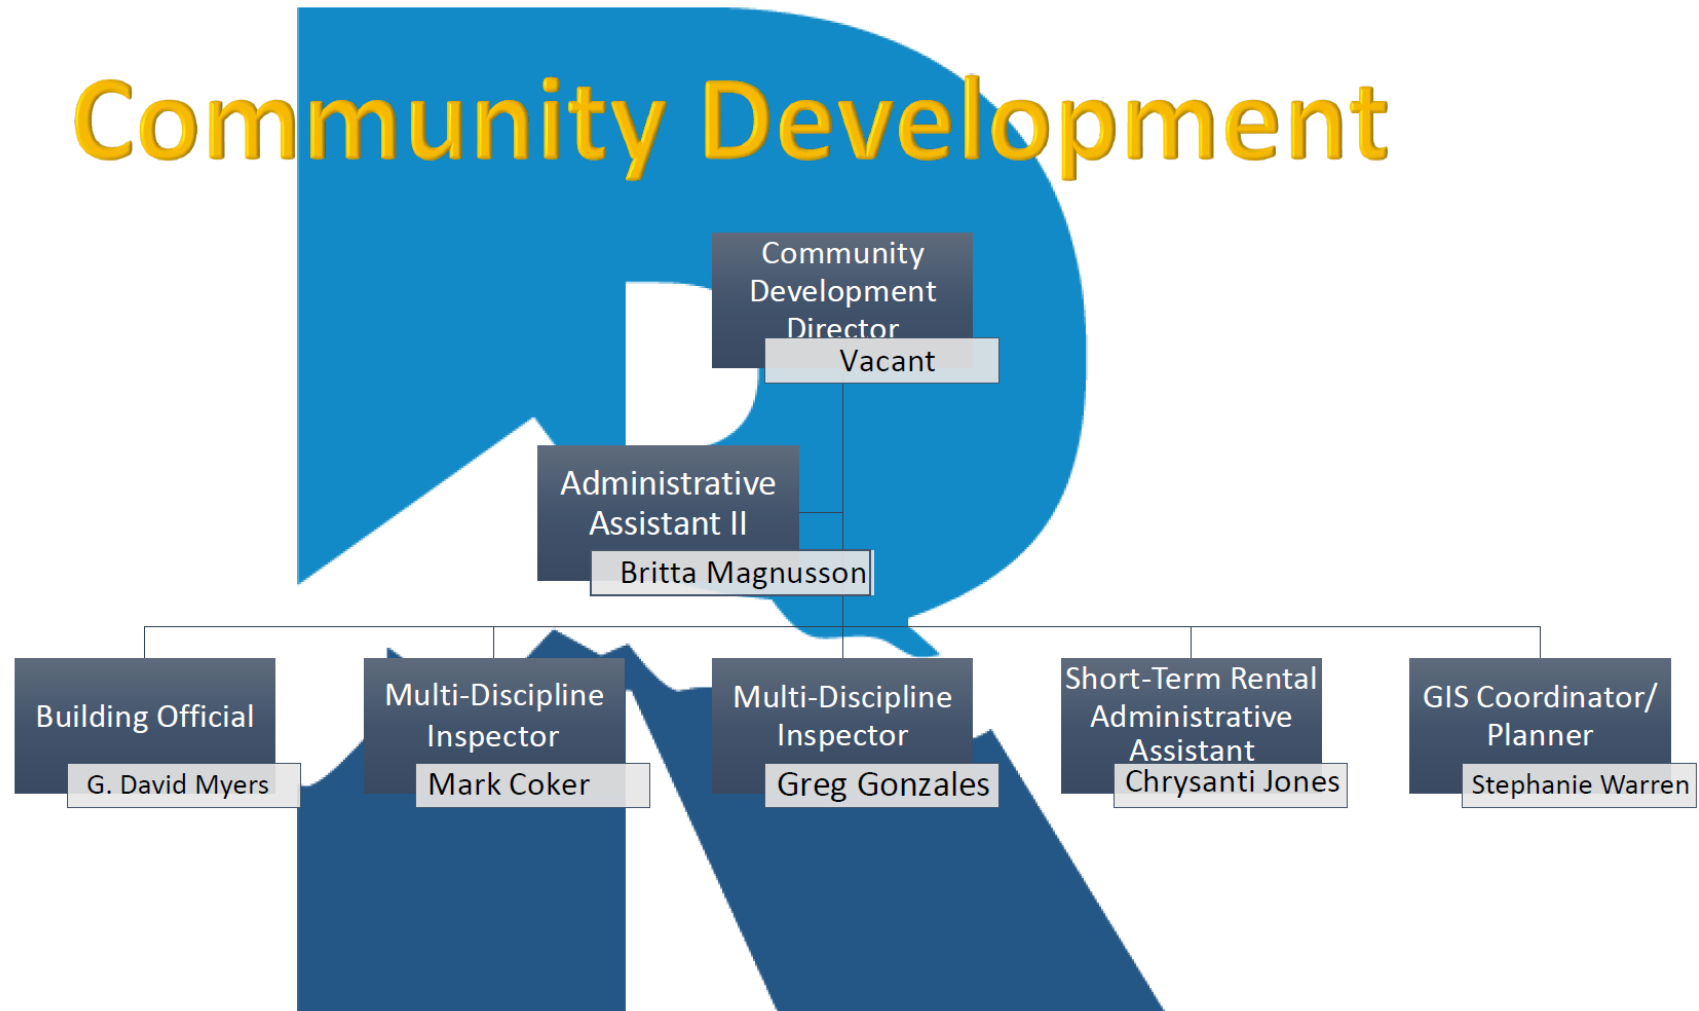 Community Development
Community
Development
Director
Vacant
Administrative
Assistant II
Britta Magnusson
Building Official
G. David Myers
Multi-Discipline
Inspector
Mark Coker
Multi-Discipline
Inspector
Greg Gonzales
Short-Term Rental
Administrative
Assistant
Chrysanti Jones
GIS Coordinator/
Planner
Stephanie Warren